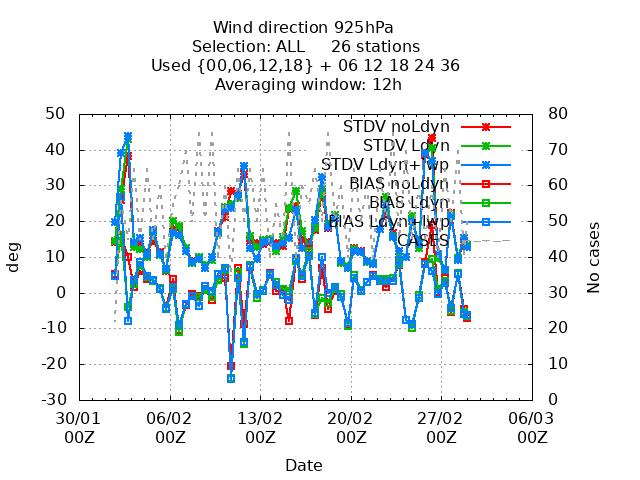 Wind direction 925hPa
Selection: ALL 26 stations
Used {00,06,12,18} + 06 12 18 24 36
Averaging window: 12h
50 80
40 70
30 60
20 50
10 40
0 30
-10 20
-20 10
-30 0
deg
No cases
STDV noLdyn
STDV Ldyn
STDV Ldyn+lwp
BIAS noLdyn
BIAS Ldyn
BIAS Ldyn+lwp
CASES
30/01 06/02 13/02 20/02 27/02 06/03
00Z 00Z 00Z 00Z 00Z 00Z
Date